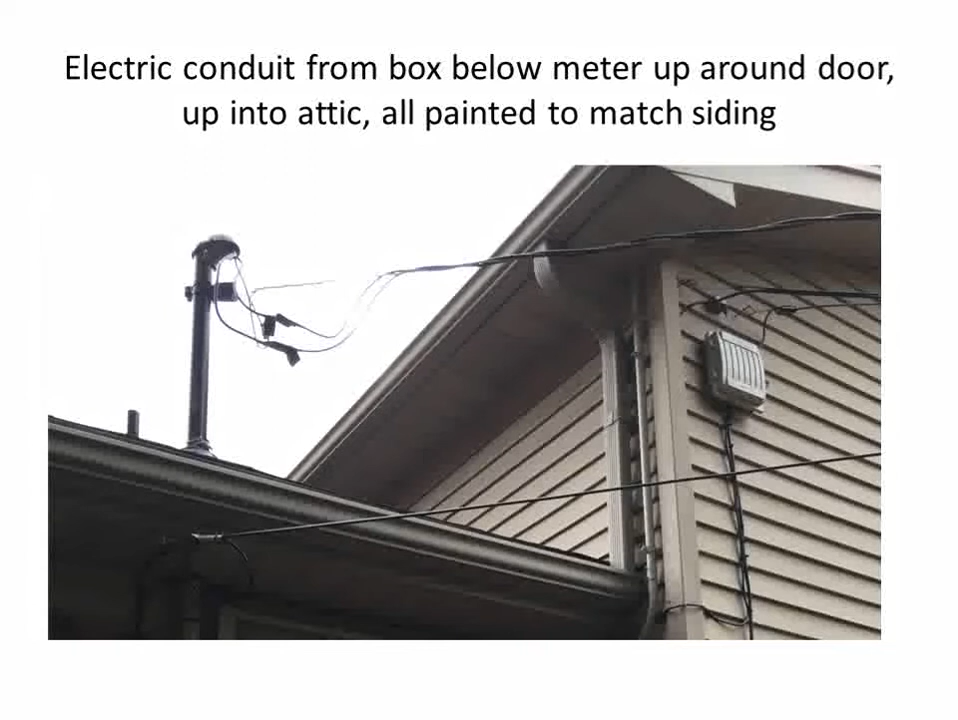 Electric conduit from box below meter up around door,
up into attic, all painted to match siding